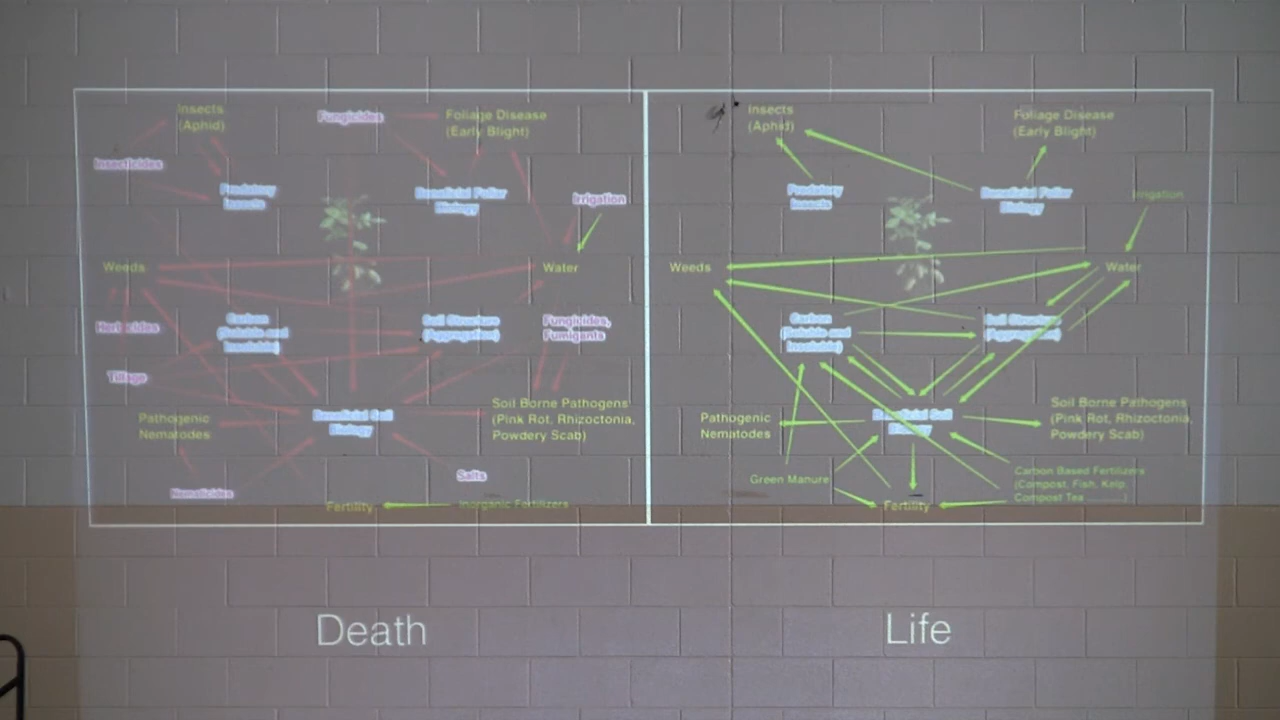 Insects
(Aphid)
Fungicides
Foliage Disease
(Early Blight)
Insecticides
Predatory
Insects
Beneficial Foliar
Biology
Irrigation
Weeds
Water
Herbicides
Carbon
(Soluble and
Insoluble)
Soil Structure
(Aggregation)
Fungicides,
Fumigants
Tillage
Pathogenic
Nematodes
Beneficial Soil
Biology
Soil Borne Pathogens
(Pink Rot, Rhizoctonia,
Powdery Scab)
Salts
Nematicides
Fertility
Inorganic Fertilizers
Death
Insects
(Aphid)
Foliage Disease
(Early Blight)
Predatory
Insects
Beneficial Foliar
Biology
Irrigation
Weeds
Water
Carbon
(Soluble and
Insoluble)
Soil Structure
(Aggregation)
Pathogenic
Nematodes
Beneficial Soil
Biology
Soil Borne Pathogens
(Pink Rot, Rhizoctonia,
Powdery Scab)
Green Manure
Carbon Based Fertilizers
(Compost, Fish, Kelp,
Compost Tea
Fertility
Life